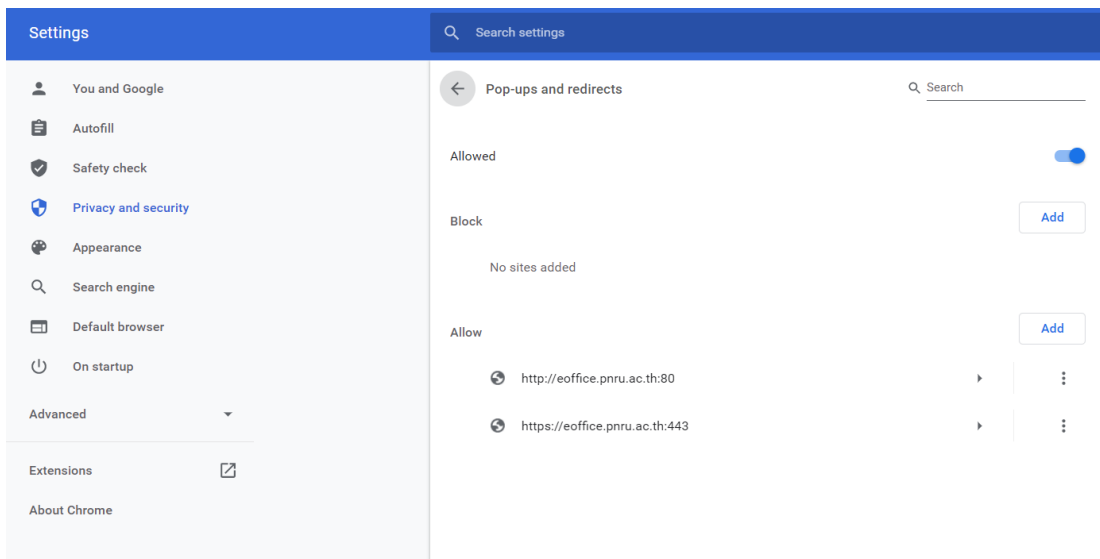 Settings
Search settings
You and Google
Autofill
Safety check
Privacy and security
Appearance
Search engine
Default browser
On startup
Advanced
Extensions
About Chrome
Pop-ups and redirects
Search
Allowed
Block
Add
No sites added
Allow
Add
http://eoffice.pnru.ac.th:80
https://eoffice.pnru.ac.th:443